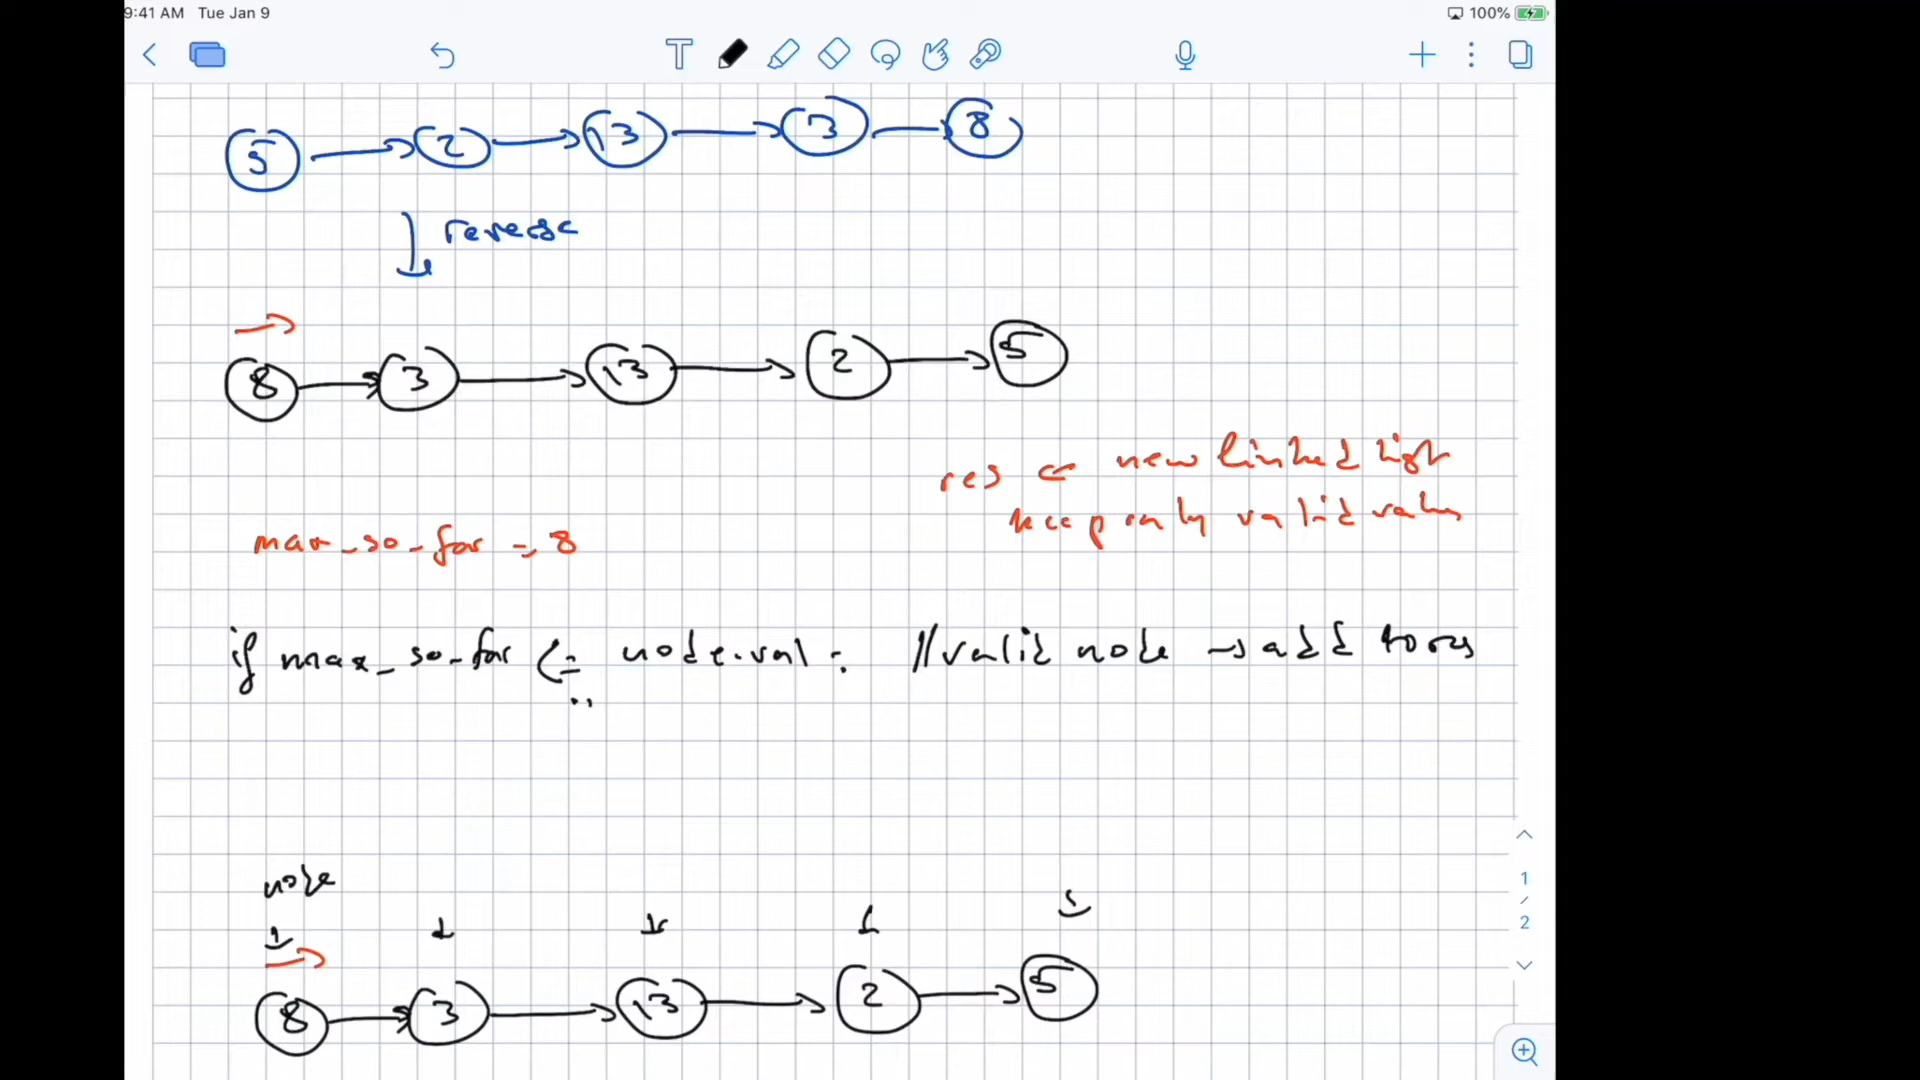 9:41 AM Tue Jan 9 100%
5 2 13 3 8
reverse
8 3 13 2 5
res ← new linked list
keep only valid values
max_so_far = 8
if max_so_far <= node.val : // valid node → add to res
1
2
node
8 3 13 2 5